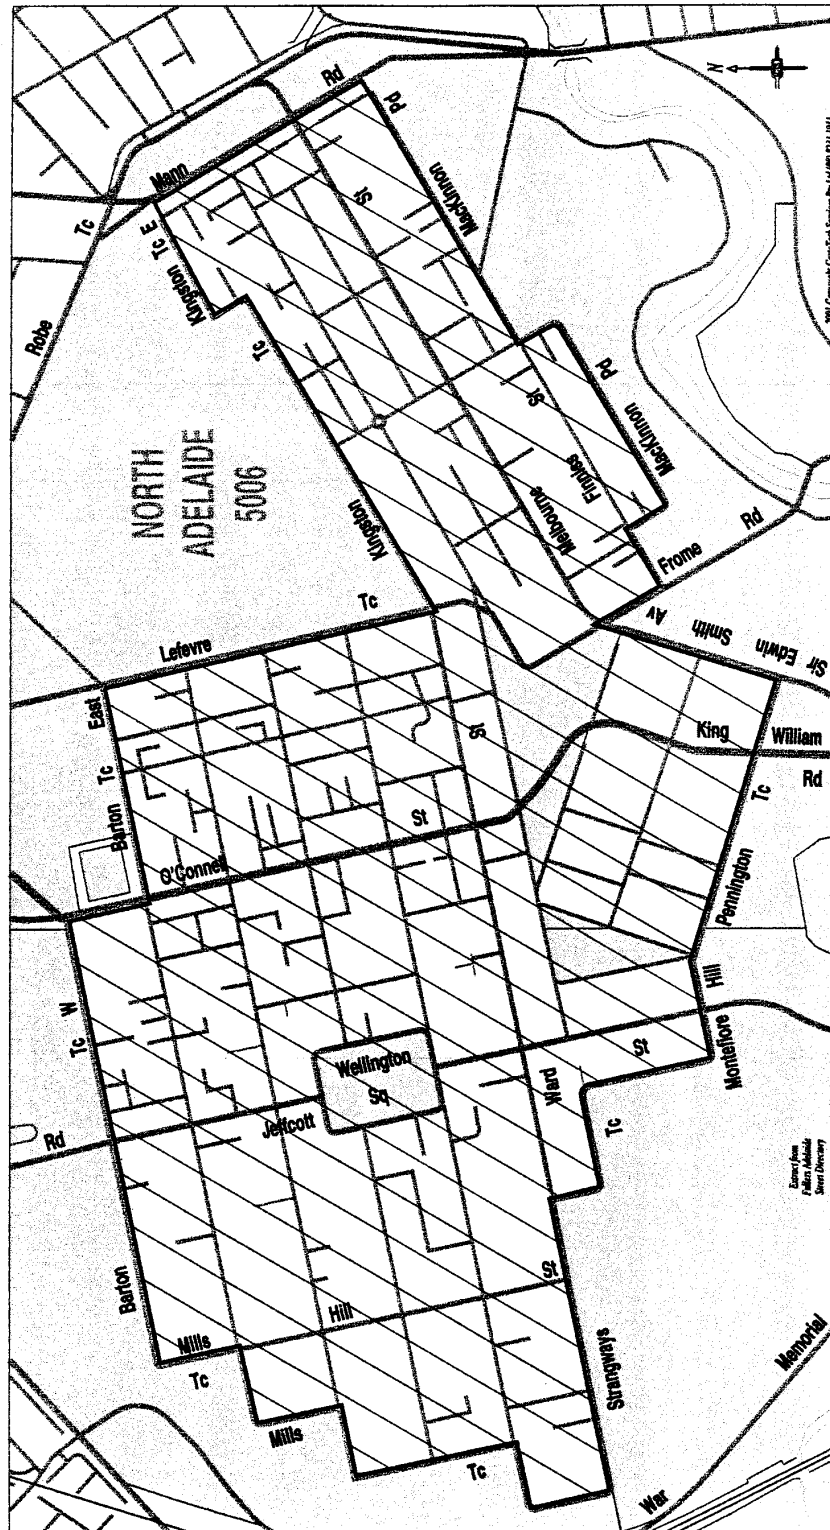 Rd
Mann
Tc
Kingston Tc E
Robe
Tc
St
Pd
MacKinnon
N
NORTH
ADELAIDE
5006
Kingston
St
Pd
MacKinnon
Melbourne
Finniss
Frome
Rd
Tc
Lefevre
Av
Smith
Sir Edwin
East
Tc
Barton
St
King
William
Rd
Tc
O'Connell
St
Pennington
W
Tc
Hill
Montefiore
St
Wellington
Sq
Ward
Jeffcott
Tc
Rd
Barton
St
Hill
Mills
Tc
Strangways
Mills
Tc
Memorial
War
Extract from
Fullers Adelaide
Street Directory